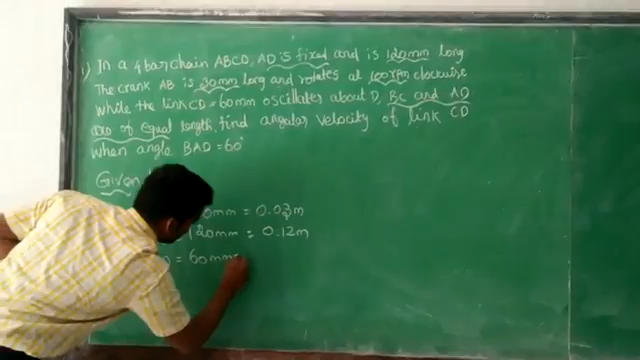 1) In a 4 bar chain ABCD, AD is fixed and is 120mm long
The crank AB is 30mm long and rotates at 100rpm clockwise
while the link CD = 60mm oscillates about D, BC and AD
are of equal length, find angular velocity of link CD
when angle BAD = 60°
Given
0mm = 0.03m
120mm = 0.12m
= 60mm